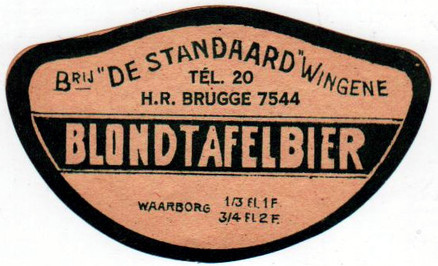 BRIJ "DE STANDAARD" WINGENE
TÉL. 20
H.R. BRUGGE 7544
BLONDTAFELBIER
WAARBORG 1/3 Fl. 1 F.
3/4 Fl. 2 F.